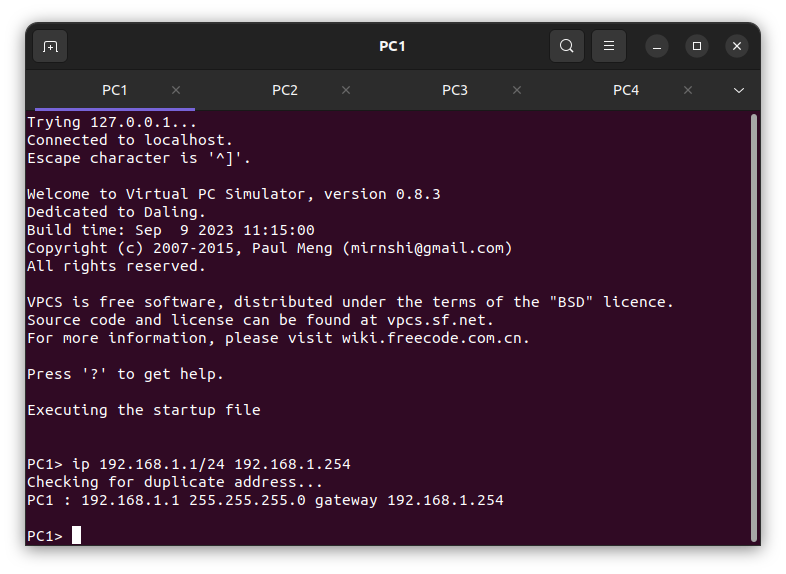 PC1
PC1 PC2 PC3 PC4
Trying 127.0.0.1...
Connected to localhost.
Escape character is '^]'.
Welcome to Virtual PC Simulator, version 0.8.3
Dedicated to Daling.
Build time: Sep  9 2023 11:15:00
Copyright (c) 2007-2015, Paul Meng (mirnshi@gmail.com)
All rights reserved.
VPCS is free software, distributed under the terms of the "BSD" licence.
Source code and license can be found at vpcs.sf.net.
For more information, please visit wiki.freecode.com.cn.
Press '?' to get help.
Executing the startup file
PC1> ip 192.168.1.1/24 192.168.1.254
Checking for duplicate address...
PC1 : 192.168.1.1 255.255.255.0 gateway 192.168.1.254
PC1>